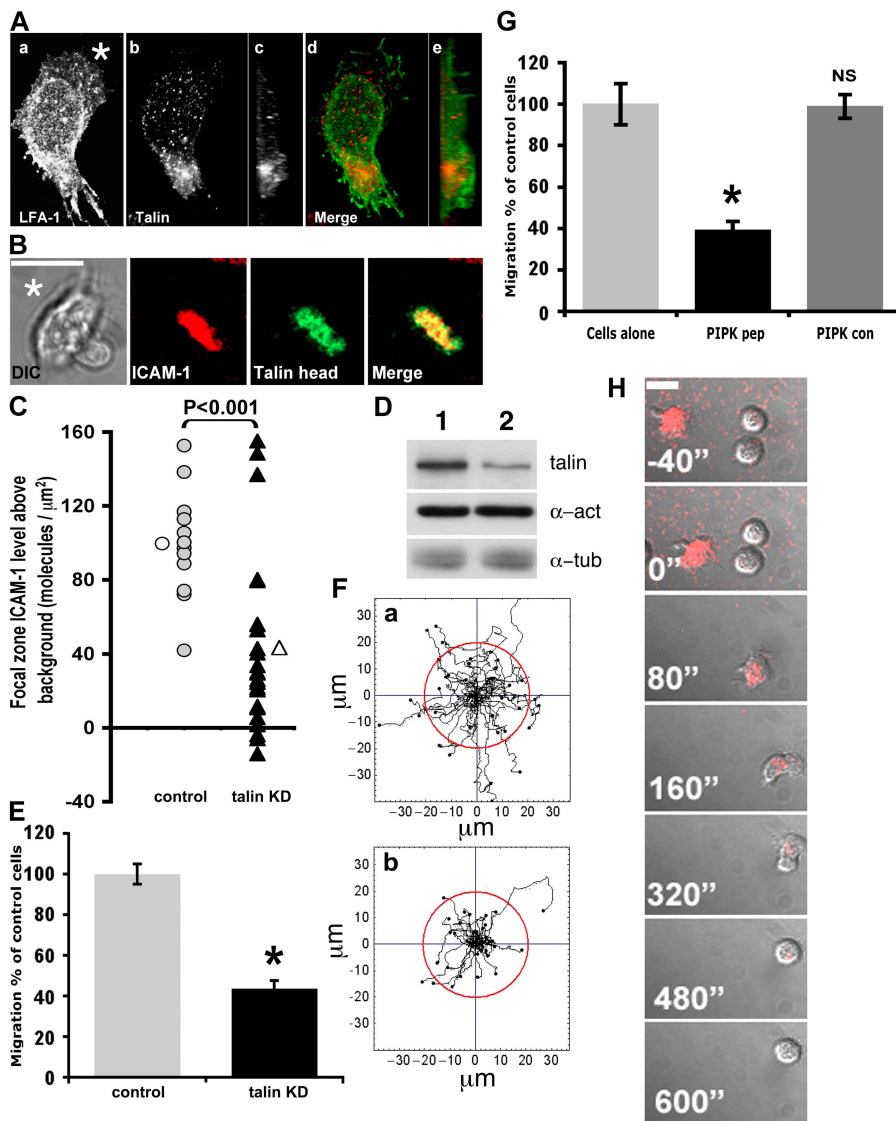 A
a
b
c
d
e
*
LFA-1
Talin
Merge
B
*
DIC
ICAM-1
Talin head
Merge
C
P<0.001
Focal zone ICAM-1 level above
background (molecules / μm²)
160
120
80
40
0
-40
control
talin KD
D
1
2
talin
α–act
α–tub
E
Migration % of control cells
120
100
80
60
40
20
0
*
control
talin KD
F
a
μm
30
20
10
0
−10
−20
−30
−30 −20 −10 0 10 20 30
μm
b
μm
30
20
10
0
10
20
30
−30 −20 −10 0 10 20 30
μm
G
Migration % of control cells
120
100
80
60
40
20
0
*
NS
Cells alone
PIPK pep
PIPK con
H
-40”
0”
80”
160”
320”
480”
600”